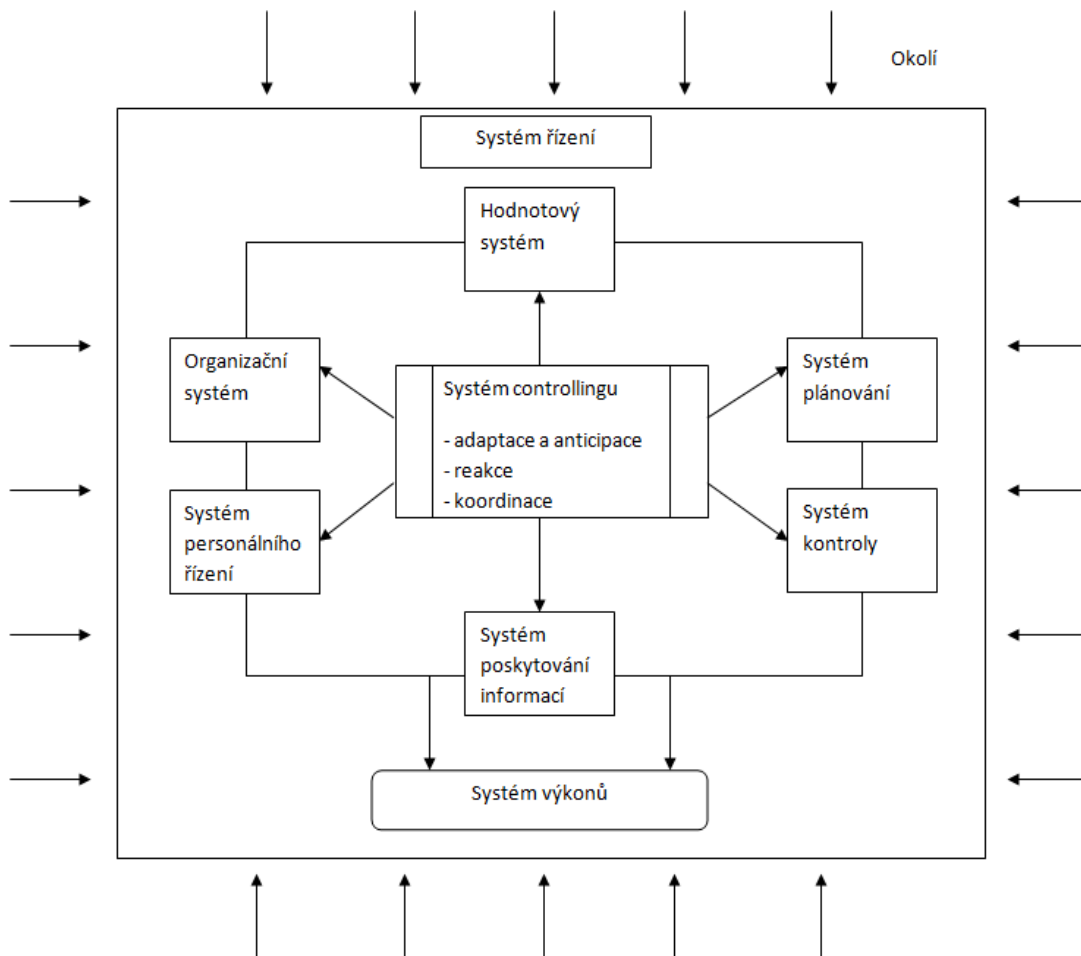 Okolí
Systém řízení
Hodnotový
systém
Organizační
systém
Systém controllingu
- adaptace a anticipace
- reakce
- koordinace
Systém
plánování
Systém
personálního
řízení
Systém
kontroly
Systém
poskytování
informací
Systém výkonů